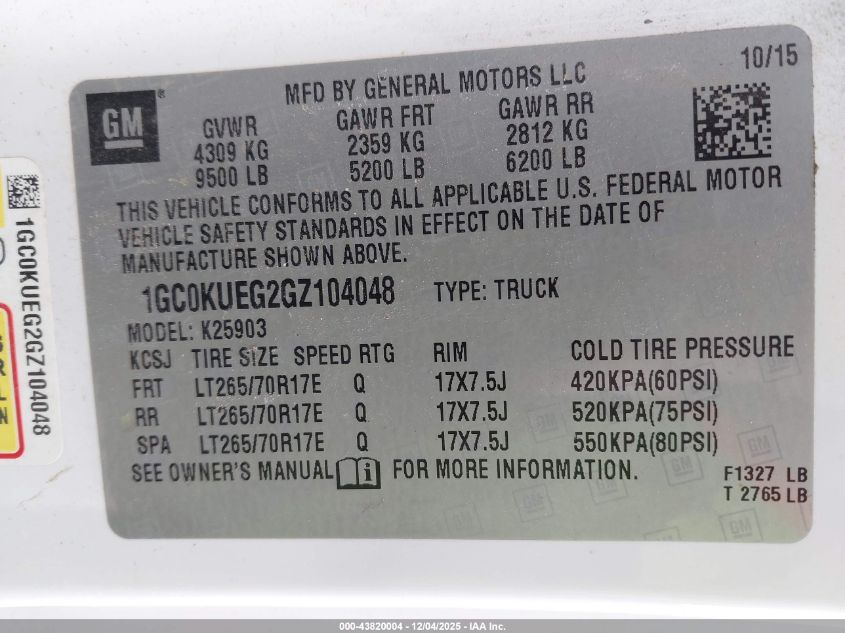 10/15
MFD BY GENERAL MOTORS LLC
GM
GVWR GAWR FRT GAWR RR
4309 KG 2359 KG 2812 KG
9500 LB 5200 LB 6200 LB
THIS VEHICLE CONFORMS TO ALL APPLICABLE U.S. FEDERAL MOTOR
VEHICLE SAFETY STANDARDS IN EFFECT ON THE DATE OF
MANUFACTURE SHOWN ABOVE.
1GC0KUEG2GZ104048 TYPE: TRUCK
MODEL: K25903
KCSJ TIRE SIZE SPEED RTG RIM COLD TIRE PRESSURE
FRT LT265/70R17E Q 17X7.5J 420KPA(60PSI)
RR LT265/70R17E Q 17X7.5J 520KPA(75PSI)
SPA LT265/70R17E Q 17X7.5J 550KPA(80PSI)
SEE OWNER'S MANUAL i FOR MORE INFORMATION.
F1327 LB
T 2765 LB
1GC0KUEG2GZ104048
000-43820004 - 12/04/2025 - IAA Inc.